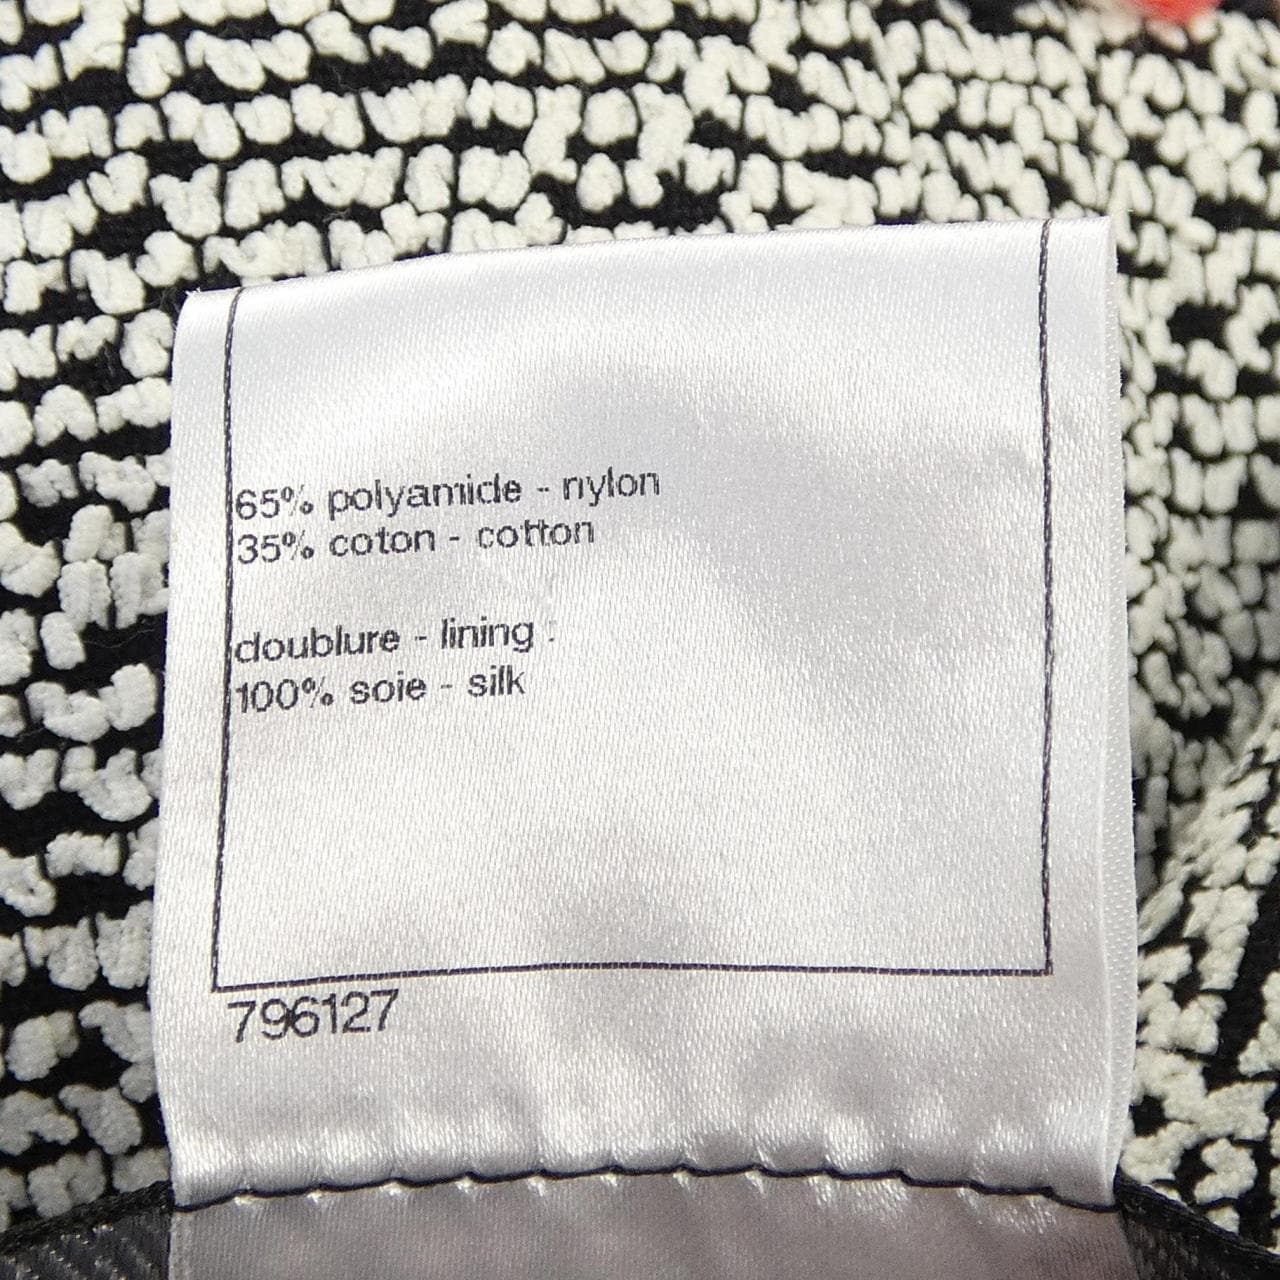 65% polyamide - nylon
35% coton - cotton
doublure - lining :
100% soie - silk
796127